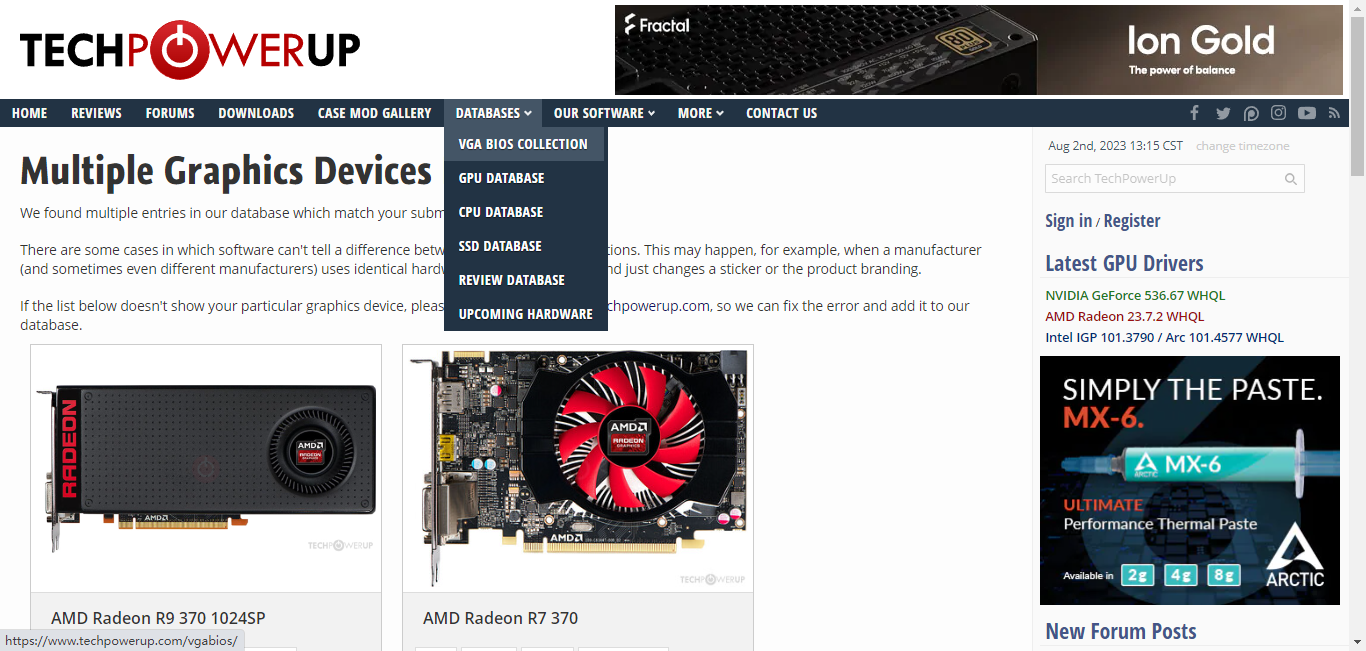 TECHPOWERUP
Fractal
Ion Gold
The power of balance
HOME REVIEWS FORUMS DOWNLOADS CASE MOD GALLERY DATABASES OUR SOFTWARE MORE CONTACT US
VGA BIOS COLLECTION
GPU DATABASE
CPU DATABASE
SSD DATABASE
REVIEW DATABASE
UPCOMING HARDWARE
Multiple Graphics Devices
We found multiple entries in our database which match your subm
There are some cases in which software can't tell a difference betw tions. This may happen, for example, when a manufacturer
(and sometimes even different manufacturers) uses identical hardw nd just changes a sticker or the product branding.
If the list below doesn't show your particular graphics device, pleas chpowerup.com, so we can fix the error and add it to our
database.
RADEON
AMD
RADEON
GRAPHICS
AMD
TECHPOWERUP
AMD Radeon R9 370 1024SP
AMD
RADEON
GRAPHICS
AMD
TECHPOWERUP
AMD Radeon R7 370
https://www.techpowerup.com/vgabios/
Aug 2nd, 2023 13:15 CST change timezone
Search TechPowerUp
Sign in / Register
Latest GPU Drivers
NVIDIA GeForce 536.67 WHQL
AMD Radeon 23.7.2 WHQL
Intel IGP 101.3790 / Arc 101.4577 WHQL
SIMPLY THE PASTE.
MX-6.
ARCTIC MX-6
ULTIMATE
Performance Thermal Paste
Available in 2g 4g 8g
ARCTIC
New Forum Posts